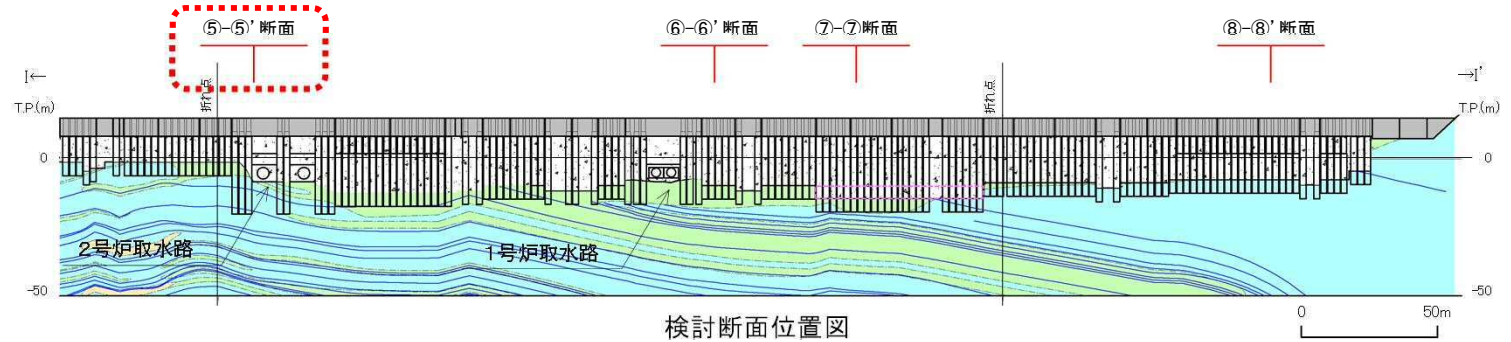 ⑤-⑤’断面
⑥-⑥’断面
⑦-⑦断面
⑧-⑧’断面
I←
→I’
折れ点
折れ点
T.P.(m)
T.P.(m)
0
0
2号炉取水路
1号炉取水路
-50
-50
検討断面位置図
0
50m